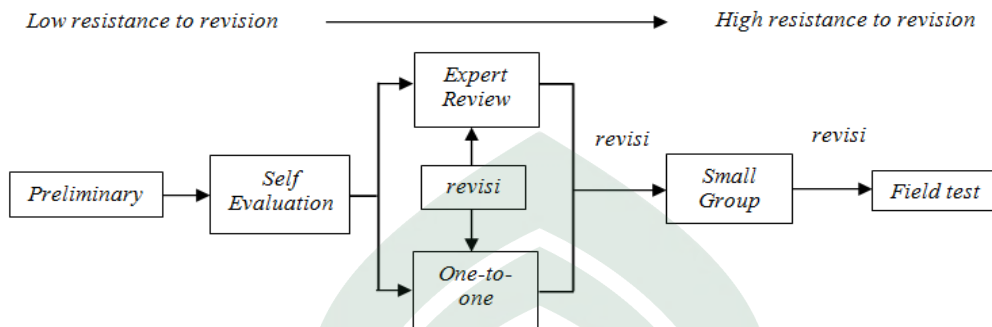 Low resistance to revision
High resistance to revision
Expert
Review
revisi
revisi
Preliminary
Self
Evaluation
revisi
Small
Group
Field test
One-to-
one